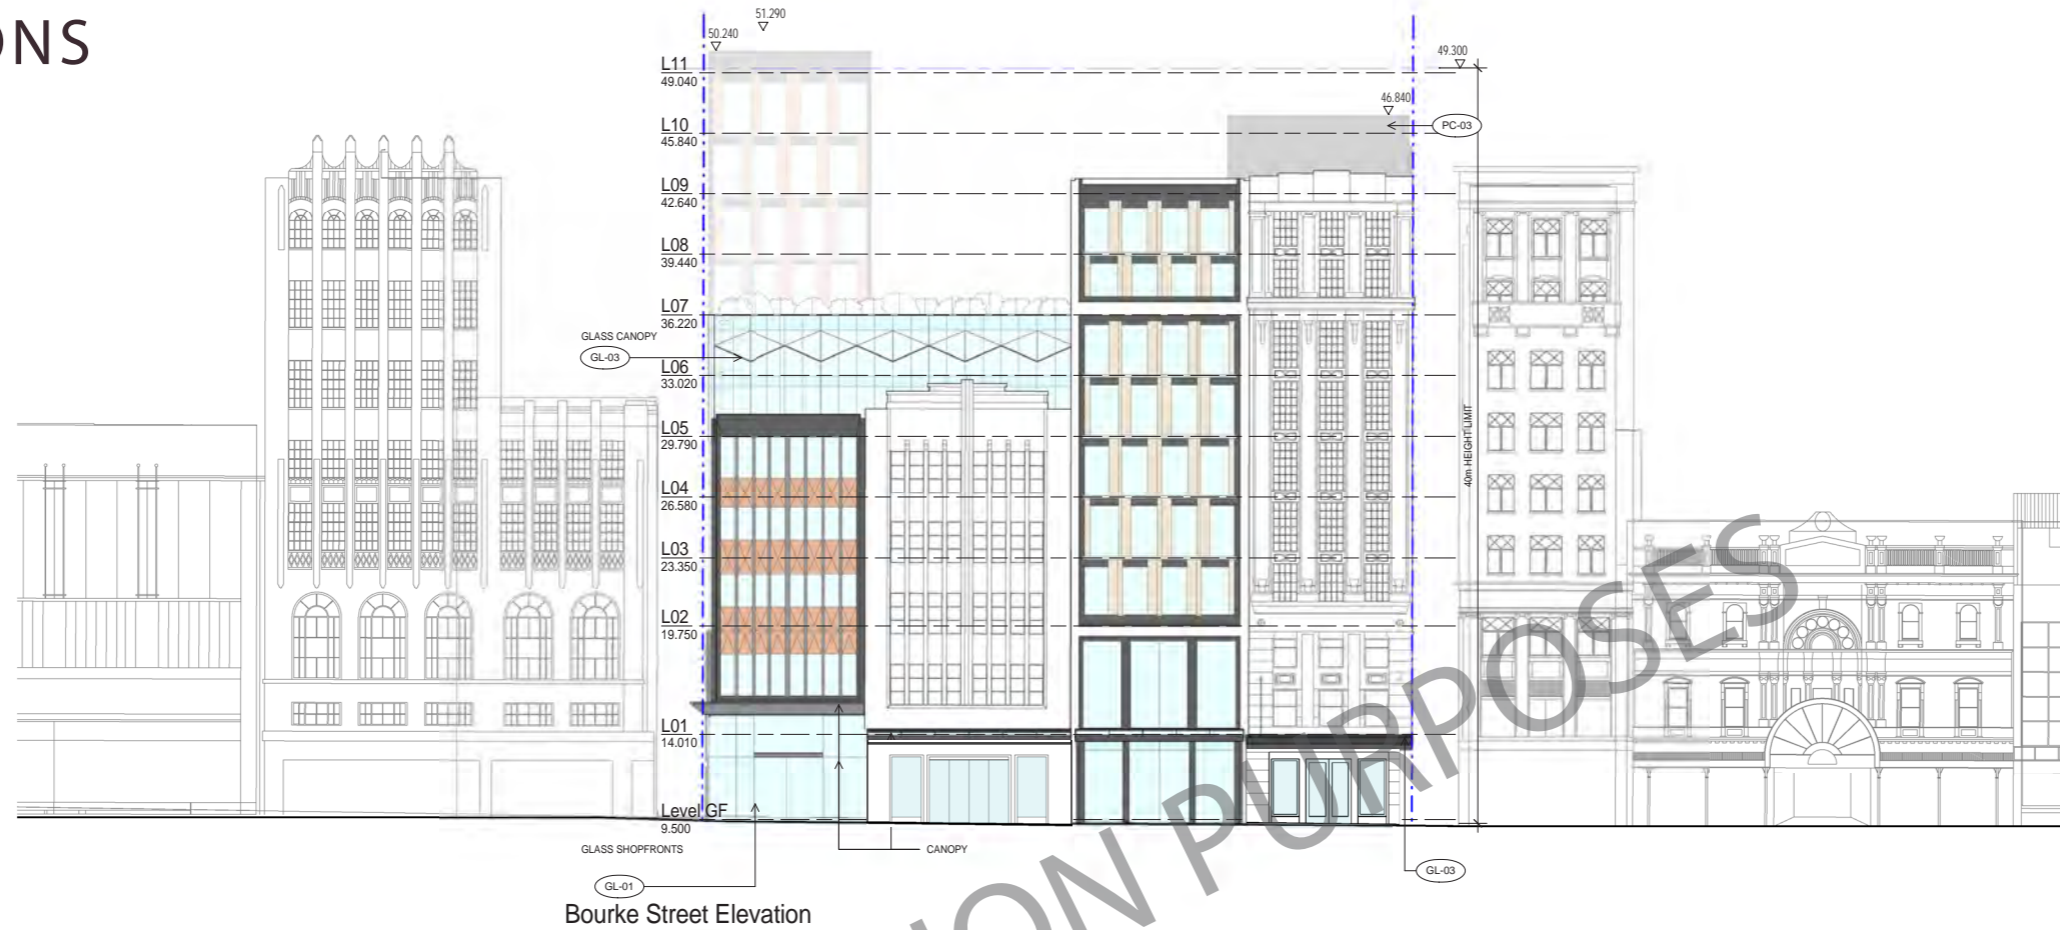 ONS
51.290
50.240
49.300
L11
49.040
46.840
L10
45.840
PC-03
L09
42.640
L08
39.440
L07
36.220
GLASS CANOPY
GL-03
L06
33.020
L05
29.790
40m HEIGHT LIMIT
L04
26.580
L03
23.350
L02
19.750
L01
14.010
Level GF
9.500
GLASS SHOPFRONTS
CANOPY
GL-03
GL-01
Bourke Street Elevation
ION PURPOSES